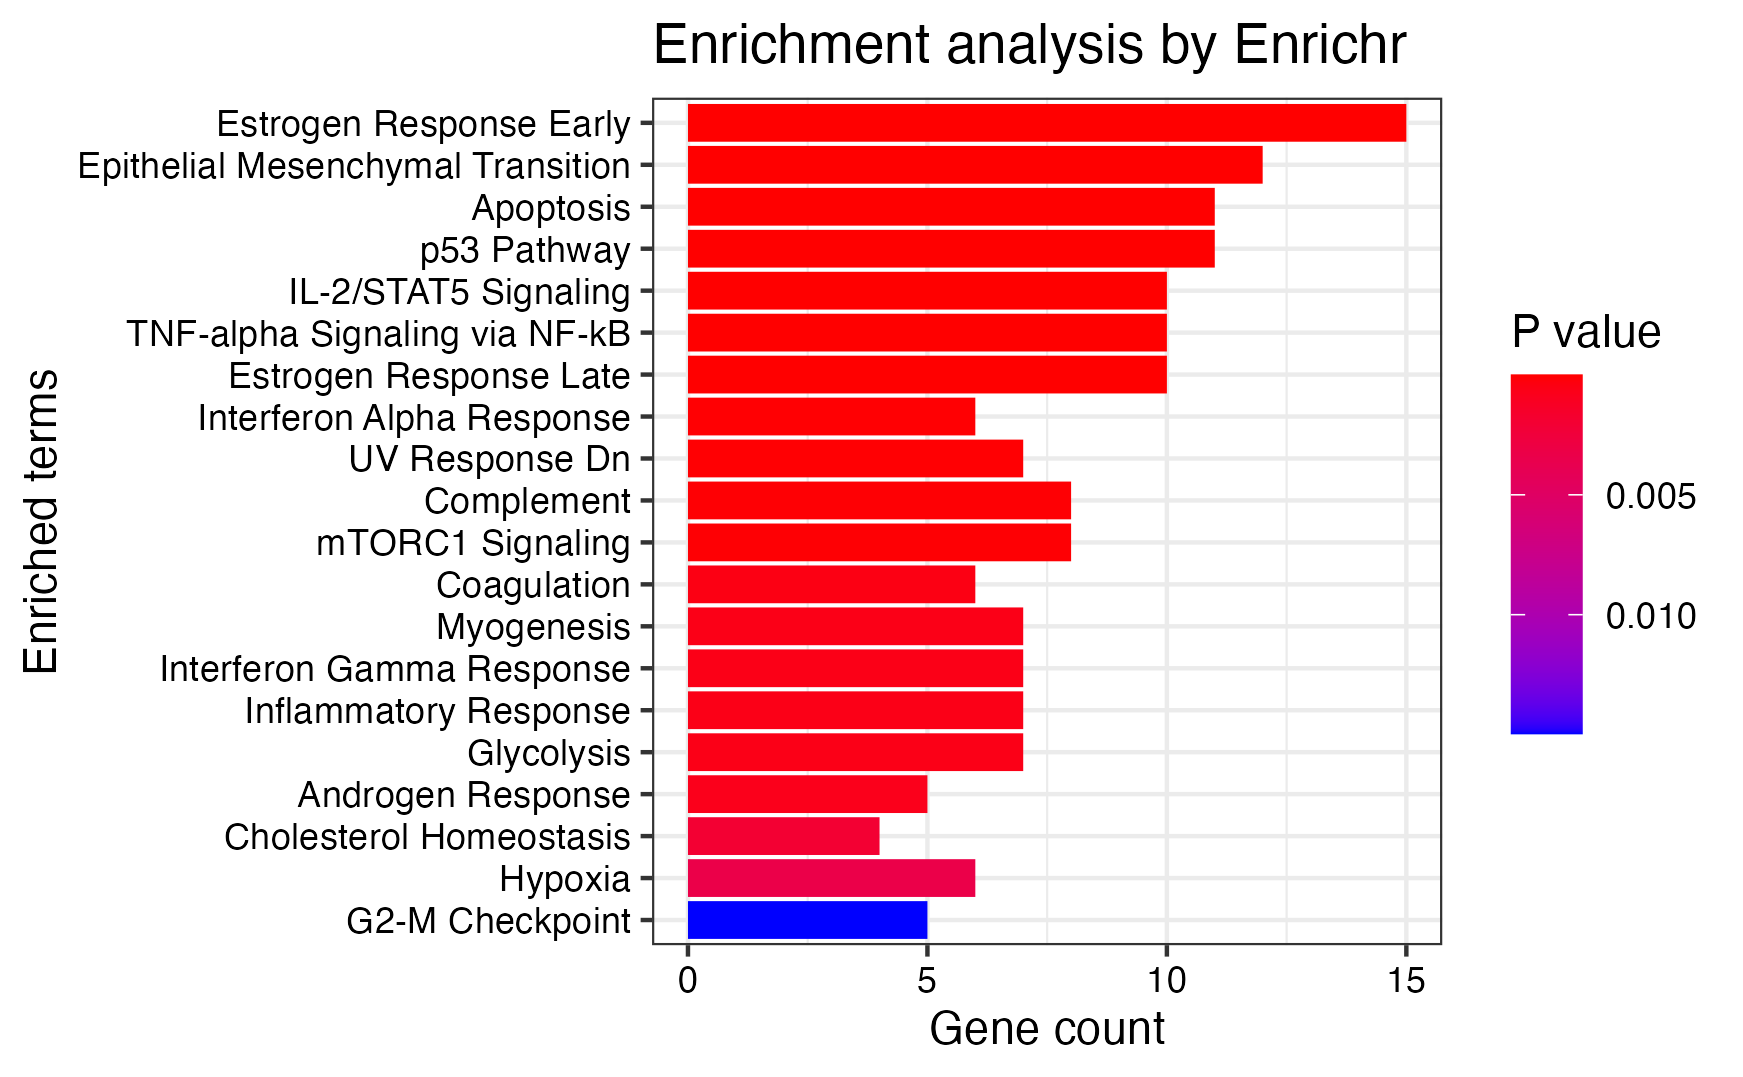 Enrichment analysis by Enrichr
Enriched terms
Estrogen Response Early
Epithelial Mesenchymal Transition
Apoptosis
p53 Pathway
IL-2/STAT5 Signaling
TNF-alpha Signaling via NF-kB
Estrogen Response Late
Interferon Alpha Response
UV Response Dn
Complement
mTORC1 Signaling
Coagulation
Myogenesis
Interferon Gamma Response
Inflammatory Response
Glycolysis
Androgen Response
Cholesterol Homeostasis
Hypoxia
G2-M Checkpoint
0 5 10 15
Gene count
P value
0.005
0.010